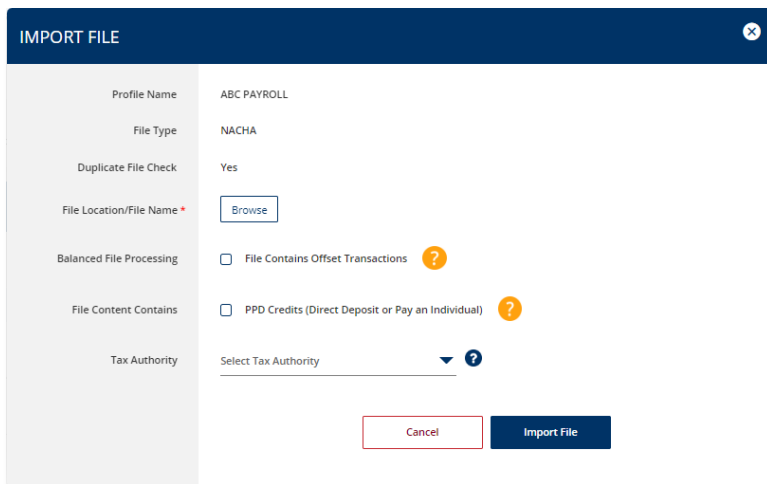 IMPORT FILE
Profile Name ABC PAYROLL
File Type NACHA
Duplicate File Check Yes
File Location/File Name * Browse
Balanced File Processing File Contains Offset Transactions ?
File Content Contains PPD Credits (Direct Deposit or Pay an Individual) ?
Tax Authority Select Tax Authority ?
Cancel Import File